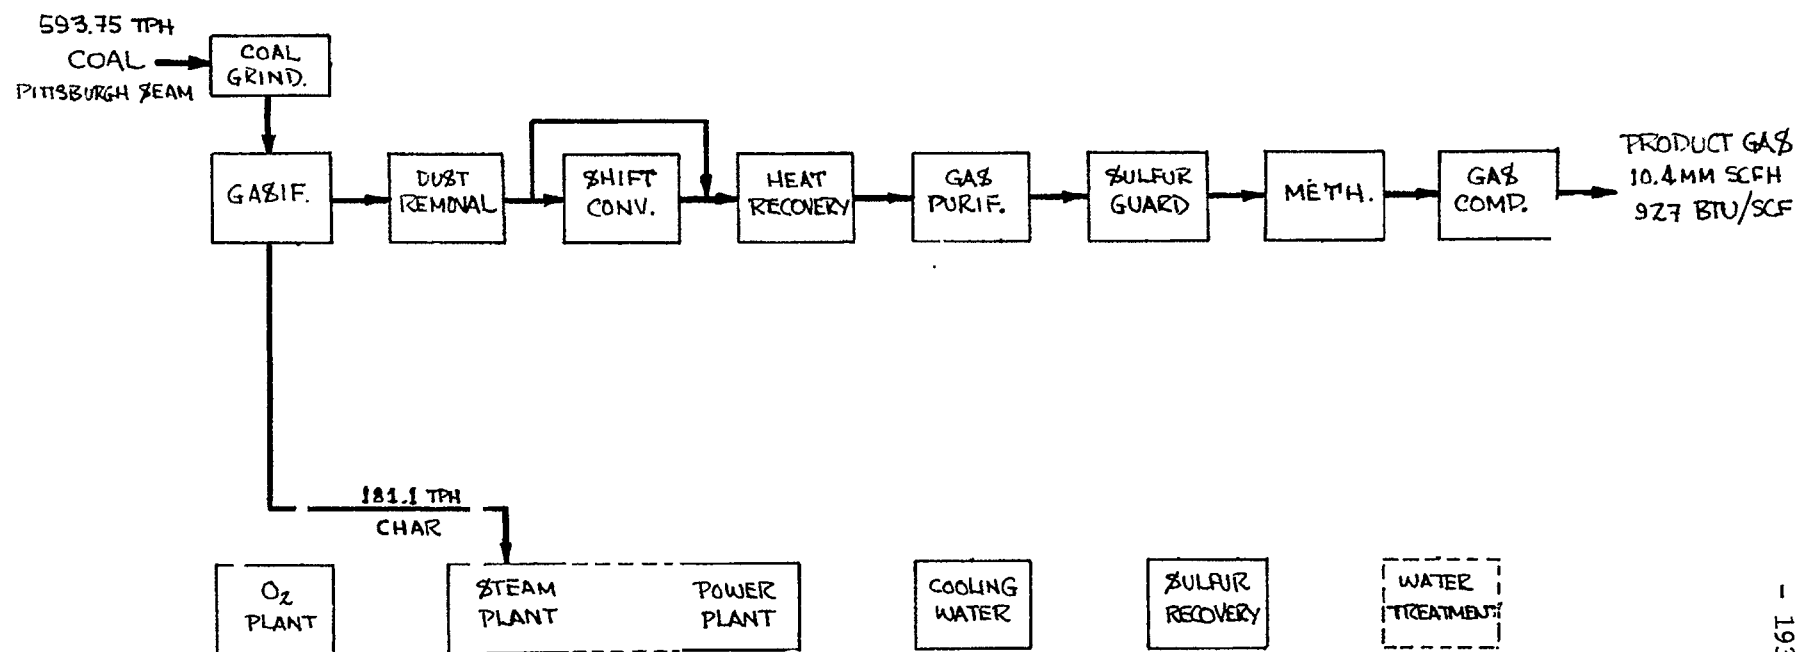 593.75 TPH
COAL
PITTSBURGH SEAM
COAL
GRIND.
GASIF.
DUST
REMOVAL
SHIFT
CONV.
HEAT
RECOVERY
GAS
PURIF.
SULFUR
GUARD
METH.
GAS
COMP.
PRODUCT GAS
10.4 MM SCFH
927 BTU/SCF
181.1 TPH
CHAR
O2
PLANT
STEAM
PLANT
POWER
PLANT
COOLING
WATER
SULFUR
RECOVERY
WATER
TREATMENT
- 193